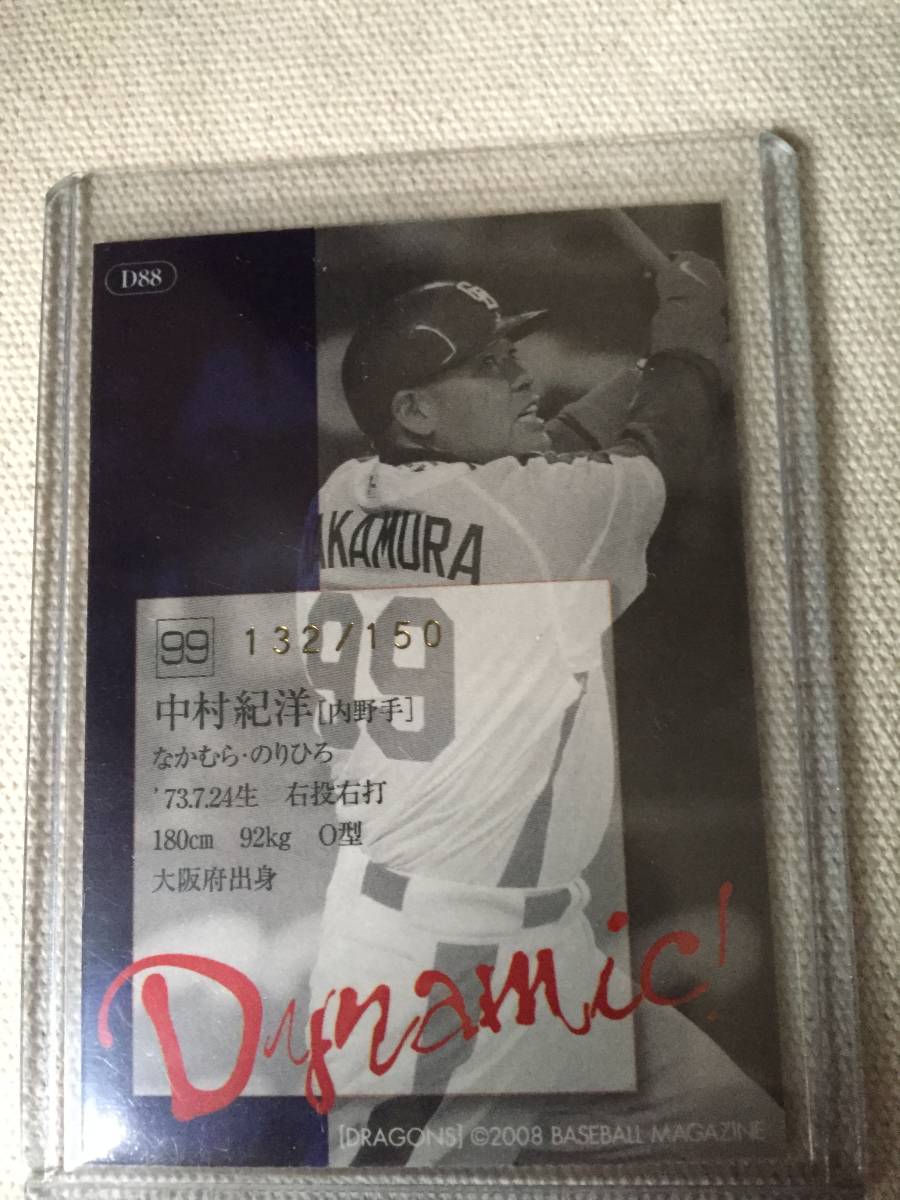 D88
AKAMURA
99
99 132/150
中村紀洋[内野手]
なかむら・のりひろ
'73.7.24生 右投右打
180cm 92kg O型
大阪府出身
Dynamic!
[DRAGONS] ©2008 BASEBALL MAGAZINE